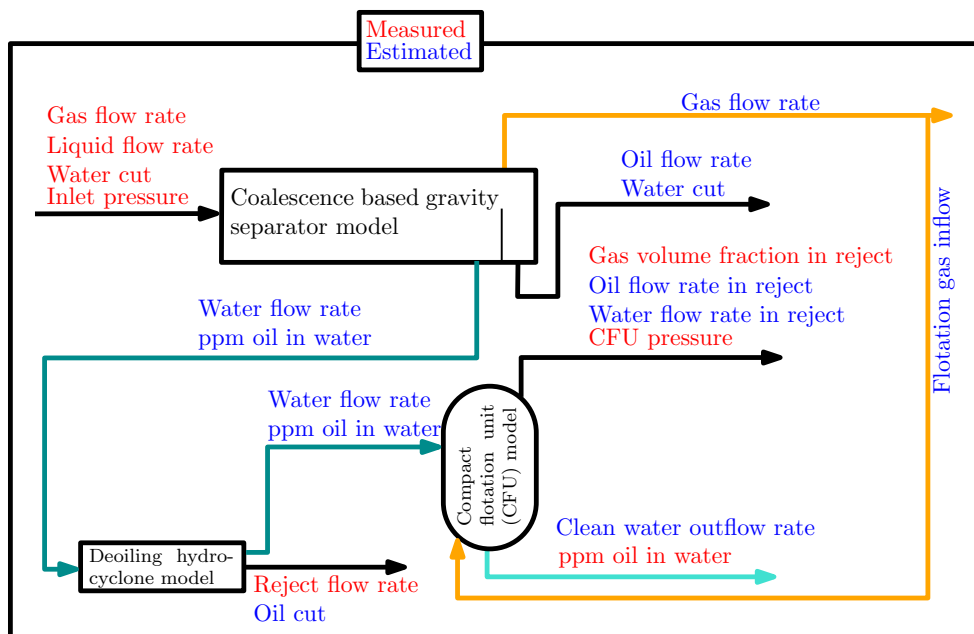 Measured
Estimated
Gas flow rate
Liquid flow rate
Water cut
Inlet pressure
Gas flow rate
Coalescence based gravity
separator model
Oil flow rate
Water cut
Gas volume fraction in reject
Oil flow rate in reject
Water flow rate in reject
CFU pressure
Flotation gas inflow
Water flow rate
ppm oil in water
Water flow rate
ppm oil in water
Compact
flotation unit
(CFU) model
Clean water outflow rate
ppm oil in water
Deoiling hydro-
cyclone model
Reject flow rate
Oil cut